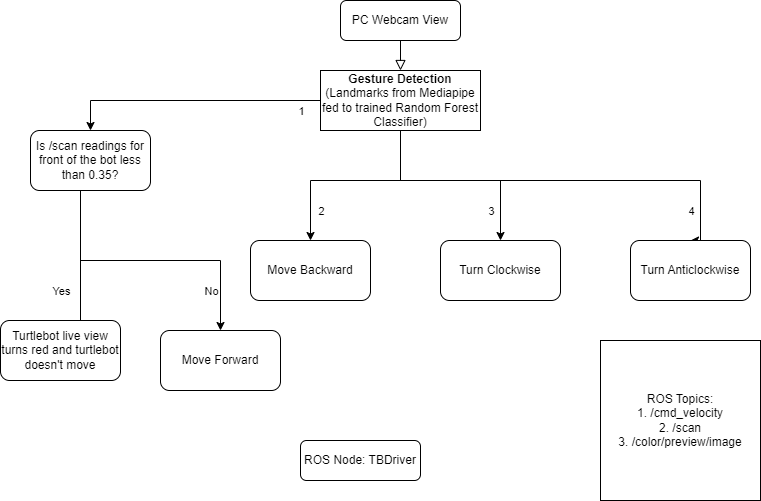 PC Webcam View
Gesture Detection
(Landmarks from Mediapipe
fed to trained Random Forest
Classifier)
1
Is /scan readings for
front of the bot less
than 0.35?
2
3
4
Move Backward
Turn Clockwise
Turn Anticlockwise
Yes
No
Turtlebot live view
turns red and turtlebot
doesn't move
Move Forward
ROS Topics:
1. /cmd_velocity
2. /scan
3. /color/preview/image
ROS Node: TBDriver